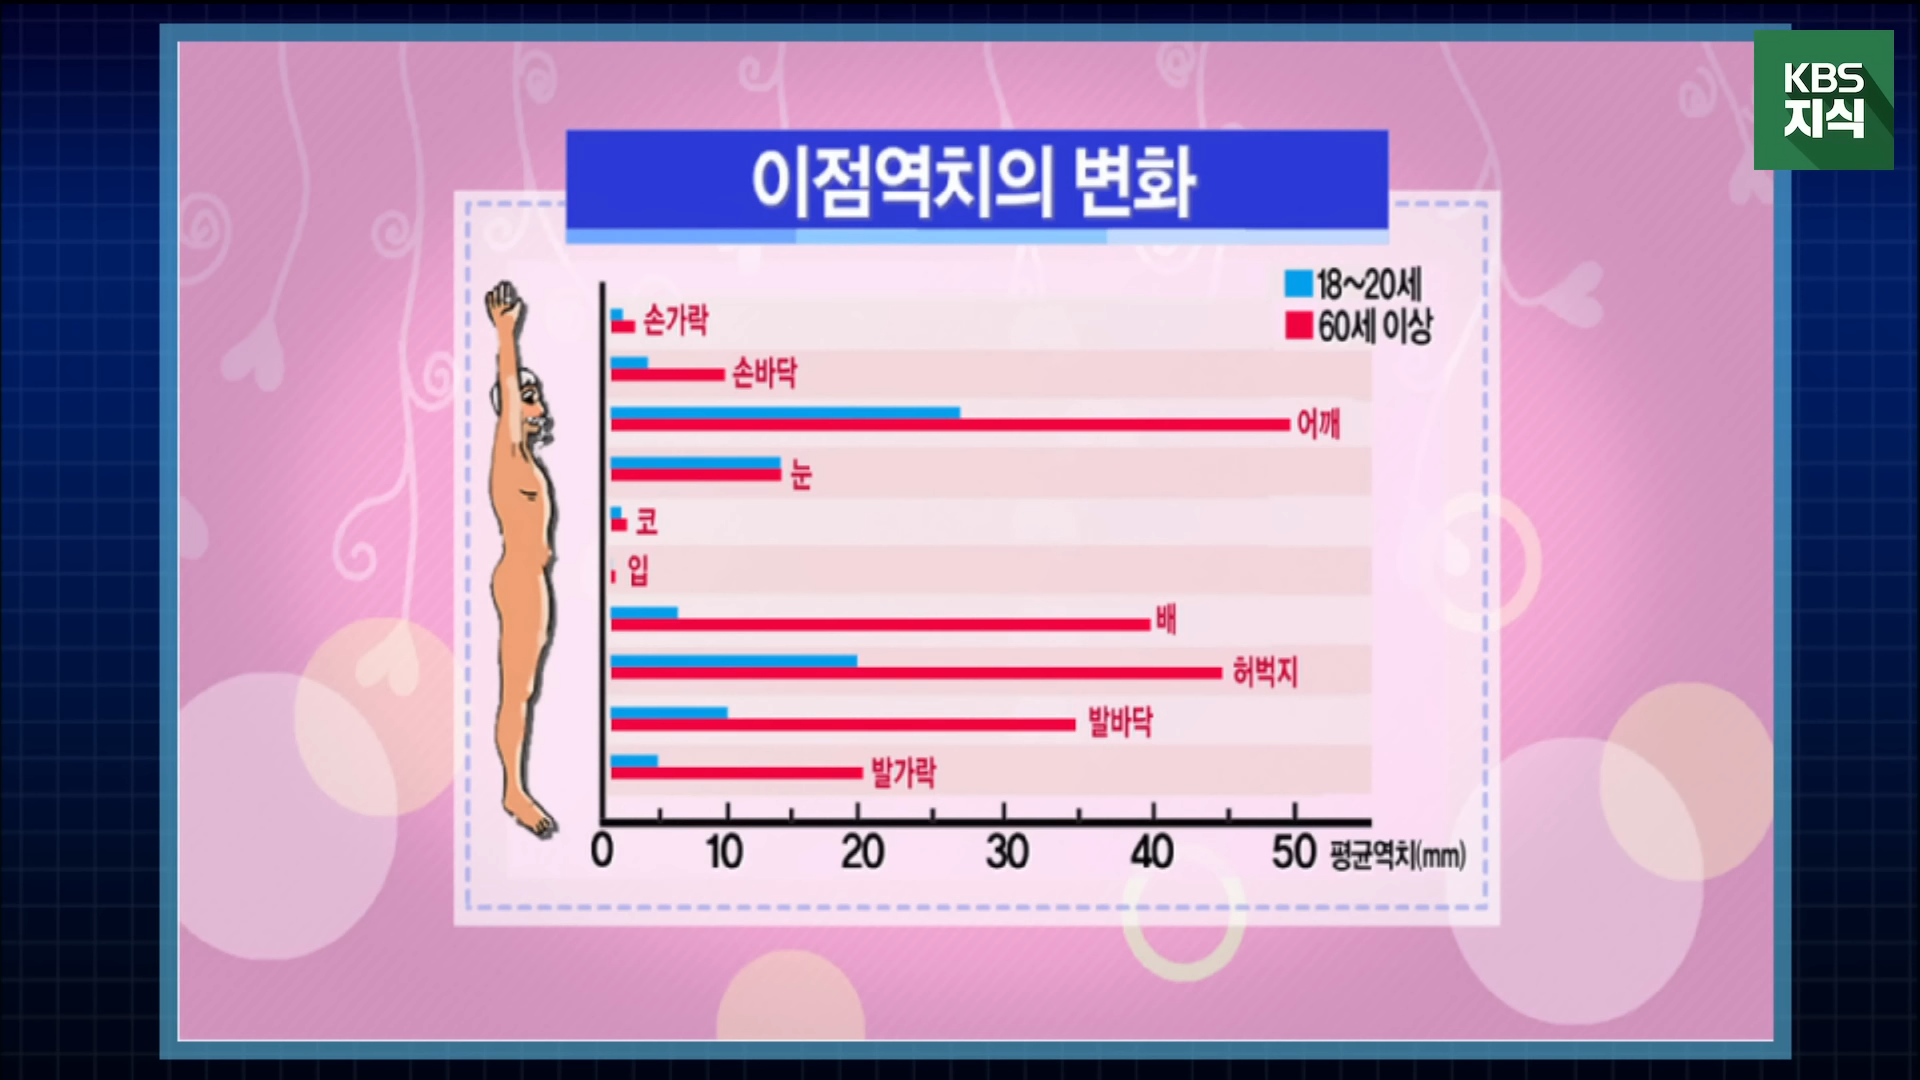 KBS
지식
이점역치의 변화
18~20세
60세 이상
손가락
손바닥
어깨
눈
코
입
배
허벅지
발바닥
발가락
0 10 20 30 40 50 평균역치(mm)